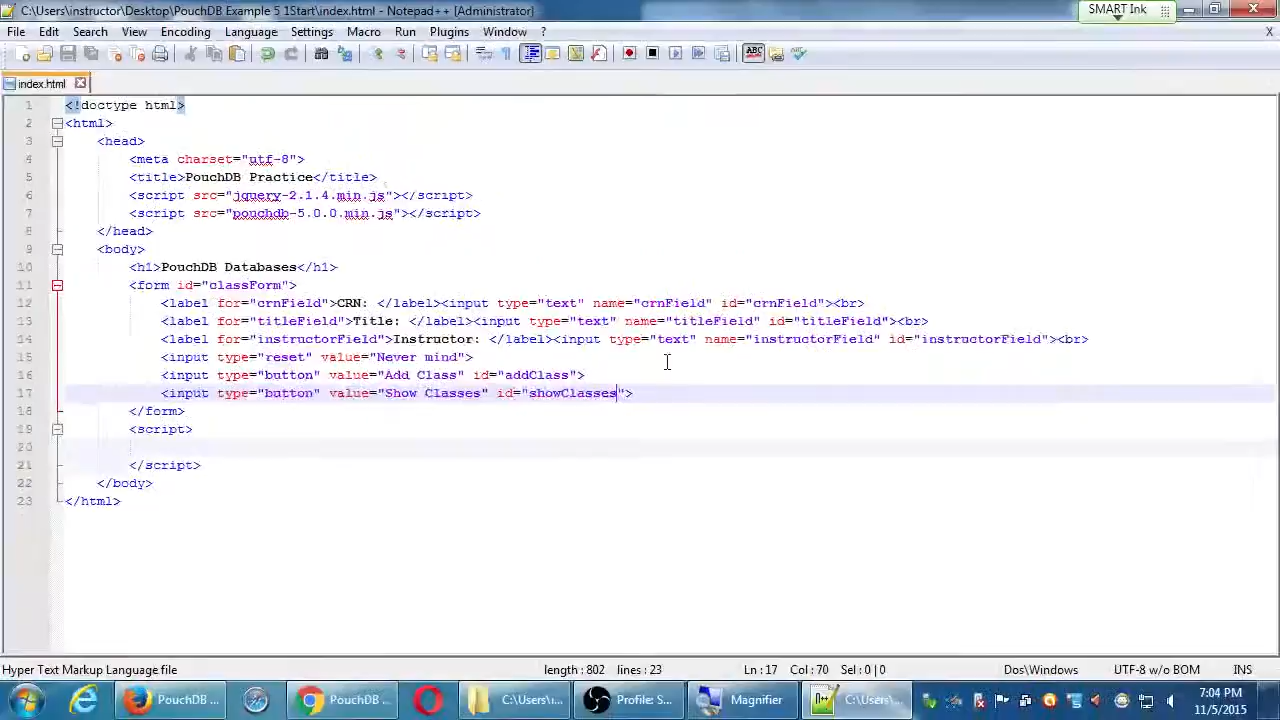 C:\Users\instructor\Desktop\PouchDB Example 5 1Start\index.html - Notepad++ [Administrator]
SMART Ink
File Edit Search View Encoding Language Settings Macro Run Plugins Window ? X
ABC
index.html
1 <!doctype html>
2 <html>
3 <head>
4 <meta charset="utf-8">
5 <title>PouchDB Practice</title>
6 <script src="jquery-2.1.4.min.js"></script>
7 <script src="pouchdb-5.0.0.min.js"></script>
8 </head>
9 <body>
10 <h1>PouchDB Databases</h1>
11 <form id="classForm">
12 <label for="crnField">CRN: </label><input type="text" name="crnField" id="crnField"><br>
13 <label for="titleField">Title: </label><input type="text" name="titleField" id="titleField"><br>
14 <label for="instructorField">Instructor: </label><input type="text" name="instructorField" id="instructorField"><br>
15 <input type="reset" value="Never mind">
16 <input type="button" value="Add Class" id="addClass">
17 <input type="button" value="Show Classes" id="showClasses">
18 </form>
19 <script>
20
21 </script>
22 </body>
23 </html>
Hyper Text Markup Language file length : 802 lines : 23 Ln : 17 Col : 70 Sel : 0 | 0 Dos\Windows UTF-8 w/o BOM INS
PouchDB ... PouchDB ... C:\Users\i... Profile: S... Magnifier C:\Users/... 7:04 PM
11/5/2015